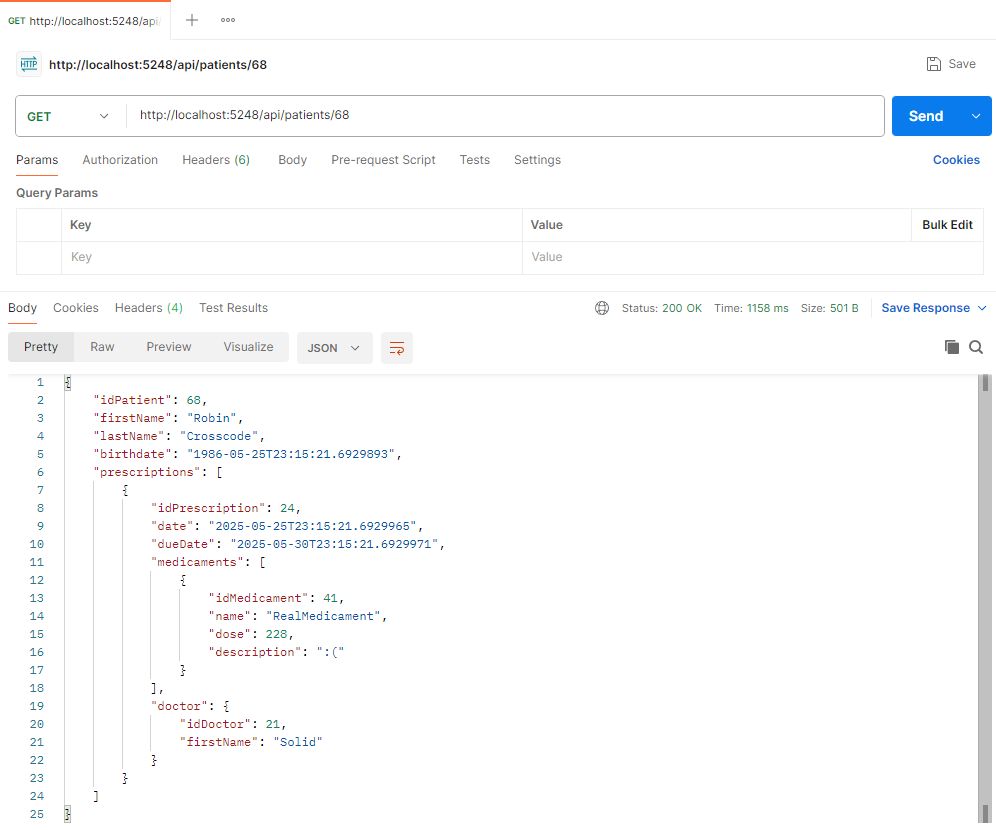 GET http://localhost:5248/api/
HTTP http://localhost:5248/api/patients/68 Save
GET http://localhost:5248/api/patients/68 Send
Params Authorization Headers (6) Body Pre-request Script Tests Settings Cookies
Query Params
Key Value Bulk Edit
Key Value
Body Cookies Headers (4) Test Results Status: 200 OK Time: 1158 ms Size: 501 B Save Response
Pretty Raw Preview Visualize JSON
1 {
2 "idPatient": 68,
3 "firstName": "Robin",
4 "lastName": "Crosscode",
5 "birthdate": "1986-05-25T23:15:21.6929893",
6 "prescriptions": [
7 {
8 "idPrescription": 24,
9 "date": "2025-05-25T23:15:21.6929965",
10 "dueDate": "2025-05-30T23:15:21.6929971",
11 "medicaments": [
12 {
13 "idMedicament": 41,
14 "name": "RealMedicament",
15 "dose": 228,
16 "description": ":("
17 }
18 ],
19 "doctor": {
20 "idDoctor": 21,
21 "firstName": "Solid"
22 }
23 }
24 ]
25 }